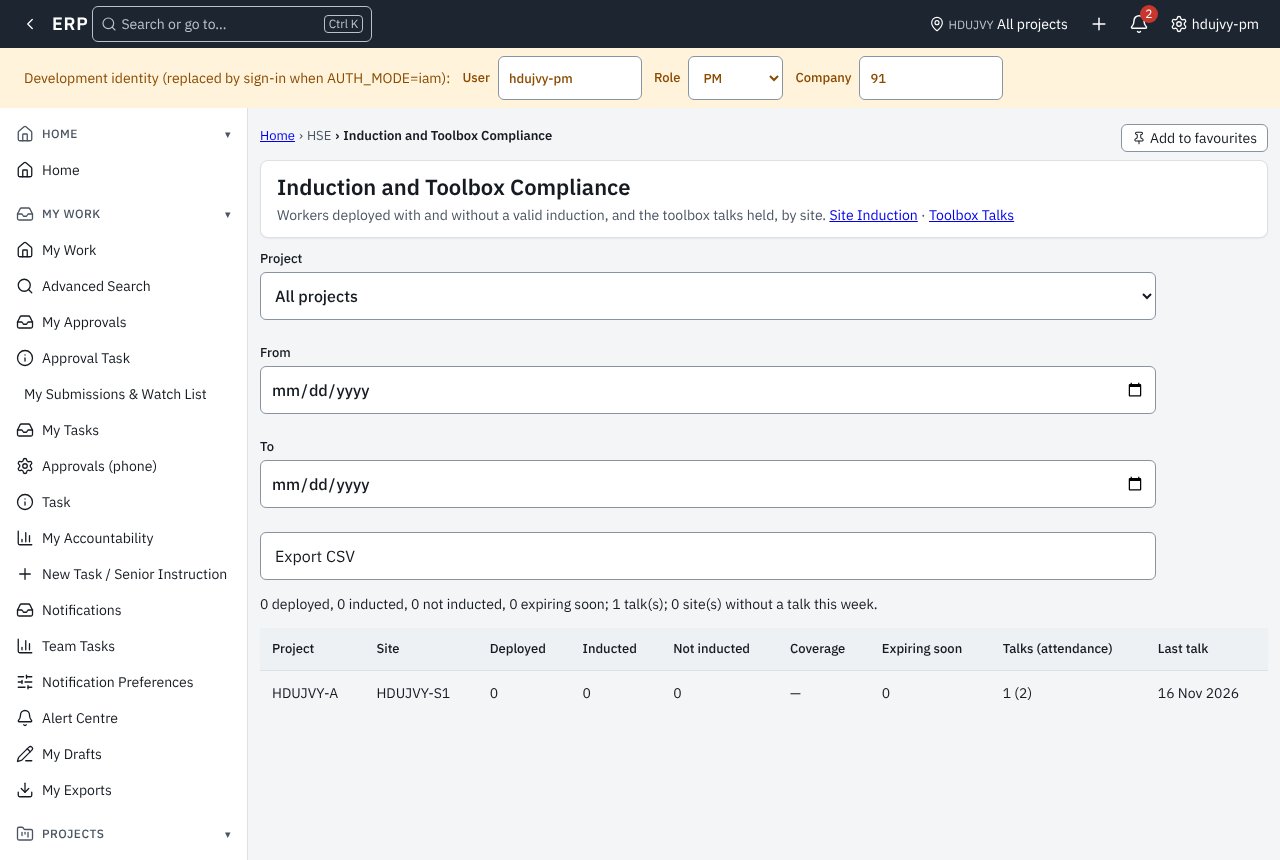 ERP Search or go to... Ctrl K HDUJVY All projects 2 hdujvy-pm
Development identity (replaced by sign-in when AUTH_MODE=iam): User hdujvy-pm Role PM Company 91
HOME
Home
MY WORK
My Work
Advanced Search
My Approvals
Approval Task
My Submissions & Watch List
My Tasks
Approvals (phone)
Task
My Accountability
New Task / Senior Instruction
Notifications
Team Tasks
Notification Preferences
Alert Centre
My Drafts
My Exports
PROJECTS
Home › HSE › Induction and Toolbox Compliance
Add to favourites
Induction and Toolbox Compliance
Workers deployed with and without a valid induction, and the toolbox talks held, by site. Site Induction · Toolbox Talks
Project
All projects
From
mm/dd/yyyy
To
mm/dd/yyyy
Export CSV
0 deployed, 0 inducted, 0 not inducted, 0 expiring soon; 1 talk(s); 0 site(s) without a talk this week.
Project Site Deployed Inducted Not inducted Coverage Expiring soon Talks (attendance) Last talk
HDUJVY-A HDUJVY-S1 0 0 0 — 0 1 (2) 16 Nov 2026